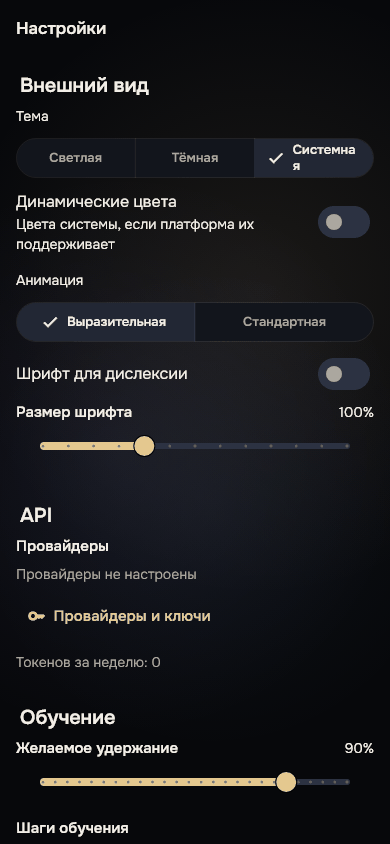 Настройки
Внешний вид
Тема
Светлая
Тёмная
Системна
я
Динамические цвета
Цвета системы, если платформа их
поддерживает
Анимация
Выразительная
Стандартная
Шрифт для дислексии
Размер шрифта
100%
API
Провайдеры
Провайдеры не настроены
Провайдеры и ключи
Токенов за неделю: 0
Обучение
Желаемое удержание
90%
Шаги обучения